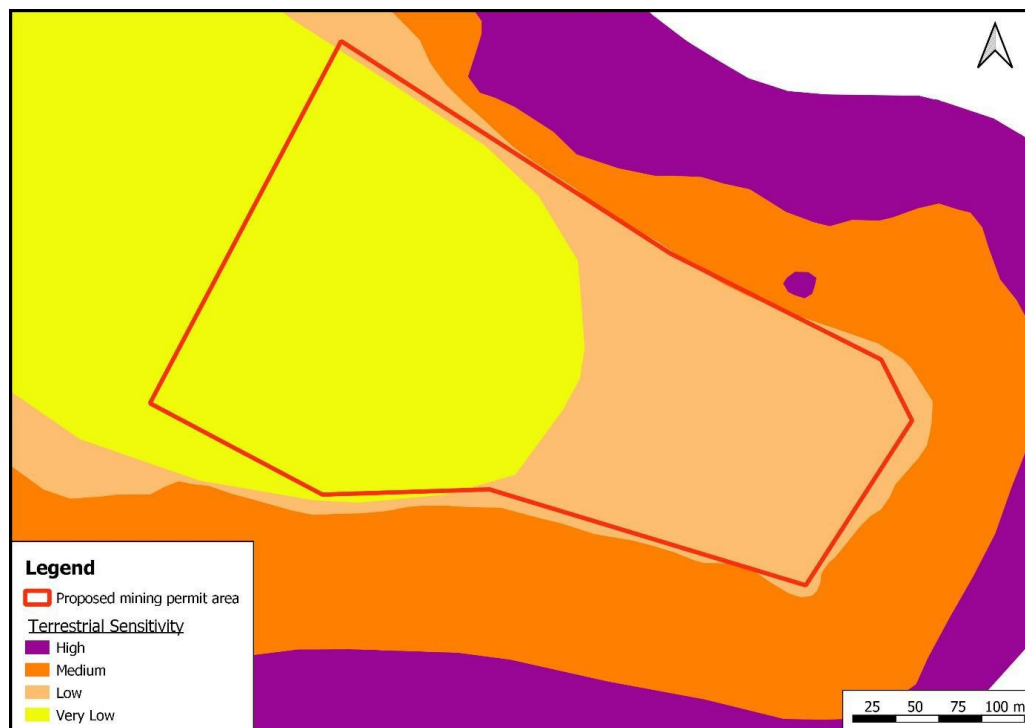 Legend
Proposed mining permit area
Terrestrial Sensitivity
High
Medium
Low
Very Low
25 50 75 100 m